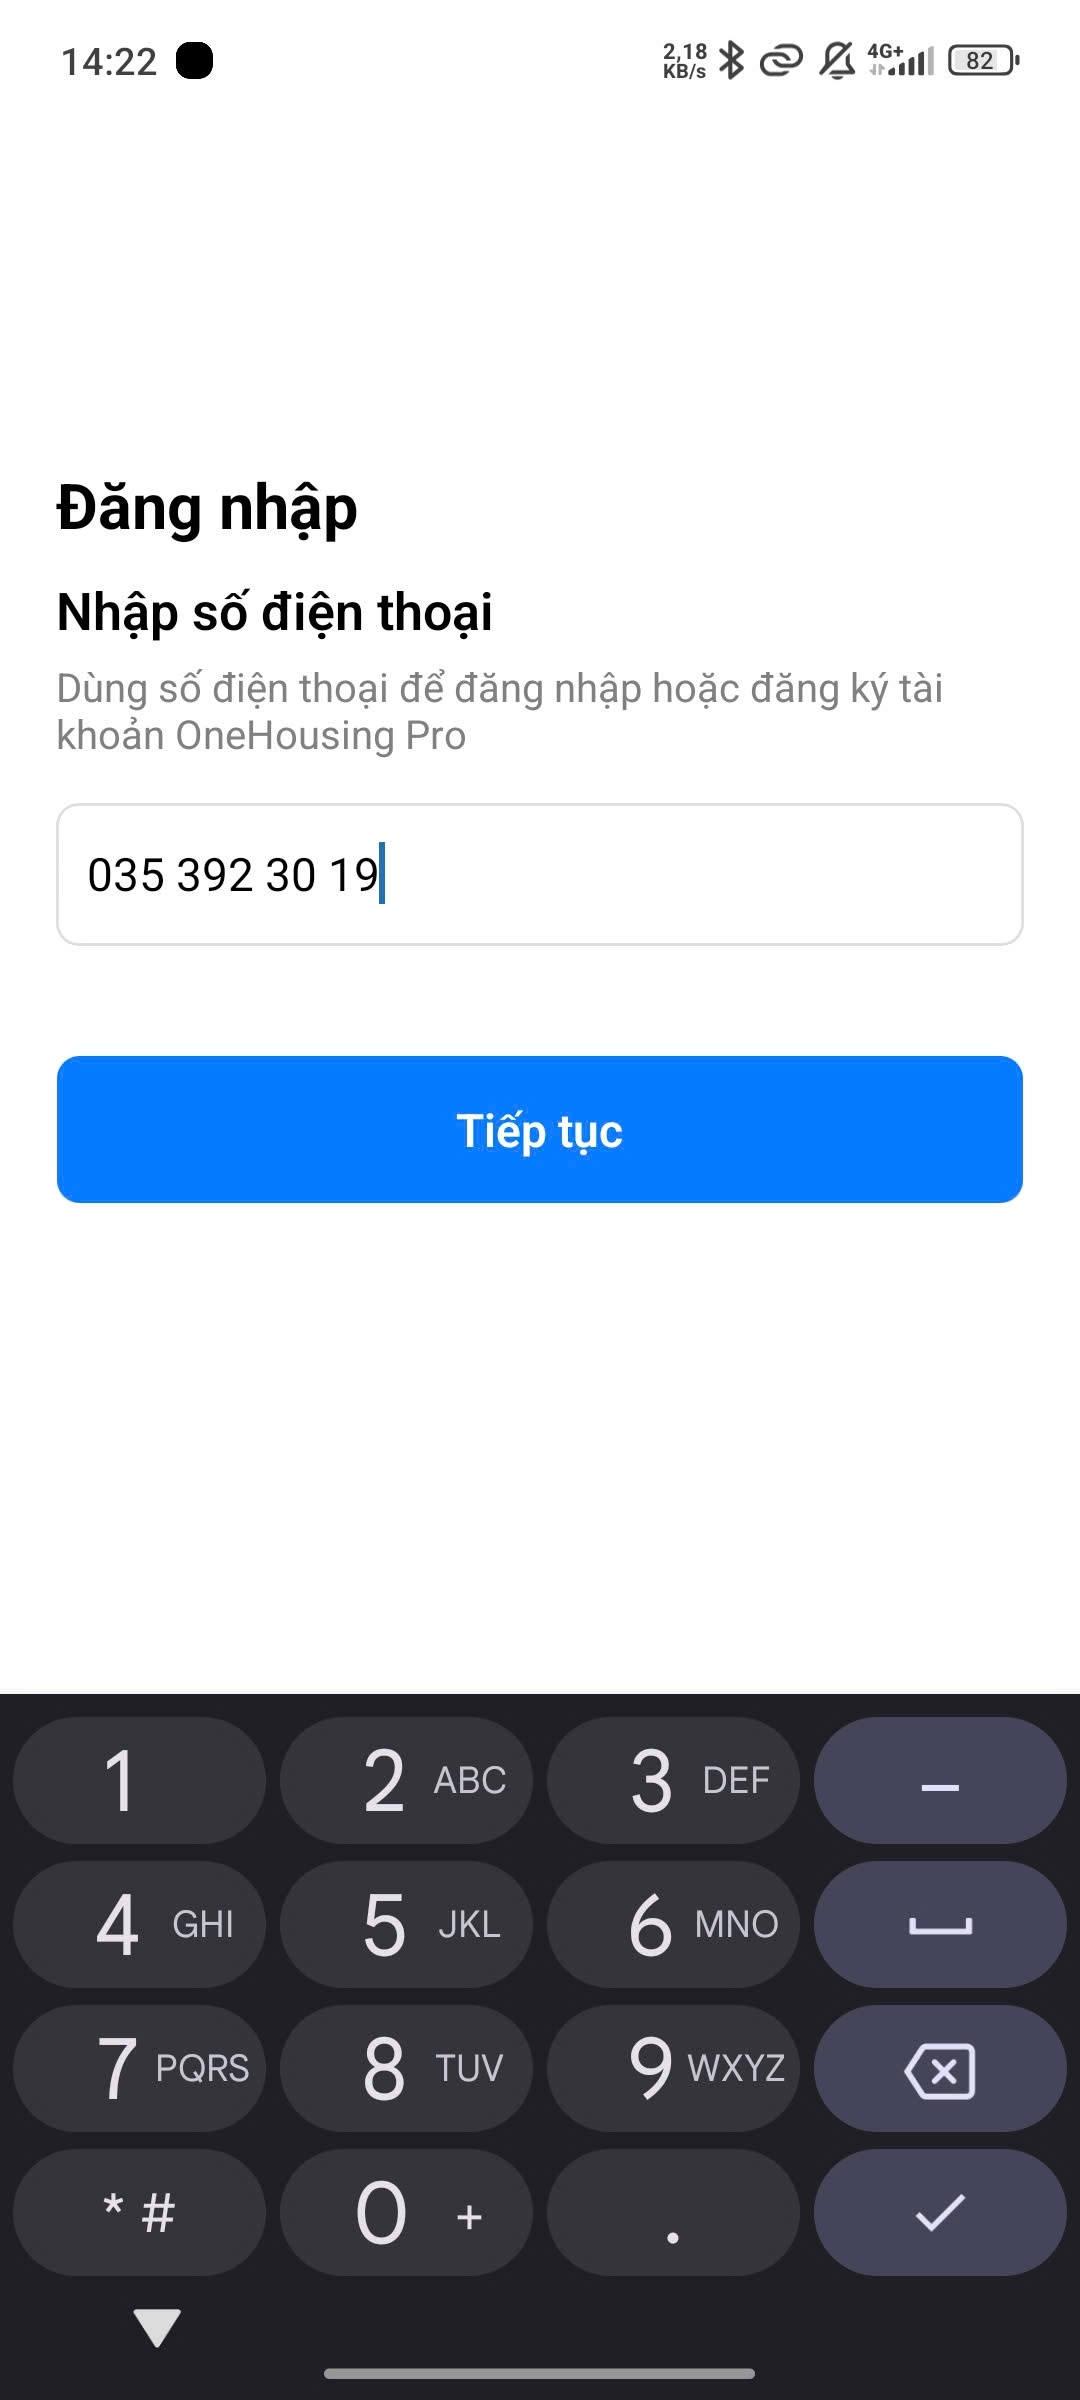 14:22
2,18 KB/s 4G+ 82
Đăng nhập
Nhập số điện thoại
Dùng số điện thoại để đăng nhập hoặc đăng ký tài
khoản OneHousing Pro
035 392 30 19
Tiếp tục
1 2 ABC 3 DEF –
4 GHI 5 JKL 6 MNO
7 PQRS 8 TUV 9 WXYZ
* # 0 + .